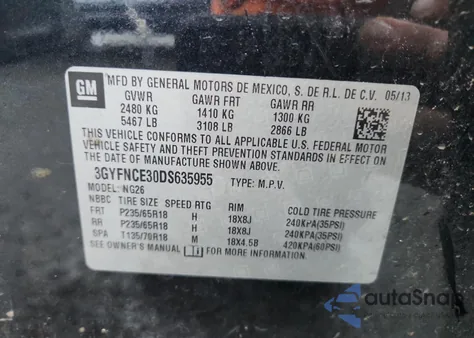 GM
MFD BY GENERAL MOTORS DE MEXICO, S. DE R.L. DE C.V. 05/13
GVWR GAWR FRT GAWR RR
2480 KG 1410 KG 1300 KG
5467 LB 3108 LB 2866 LB
THIS VEHICLE CONFORMS TO ALL APPLICABLE U.S. FEDERAL
MOTOR VEHICLE SAFETY, BUMPER, AND THEFT PREVENTION STANDARDS IN EFFECT ON
THE DATE OF MANUFACTURE SHOWN ABOVE.
3GYFNCE30DS635955 TYPE: M.P.V.
MODEL: NG26
NBBC TIRE SIZE SPEED RTG RIM COLD TIRE PRESSURE
FRT P235/65R18 H 18X8J 240KPA(35PSI)
RR P235/65R18 H 18X8J 240KPA(35PSI)
SPA T135/70R18 M 18X4.5B 420KPA(60PSI)
SEE OWNER'S MANUAL i FOR MORE INFORMATION.
autoSnap